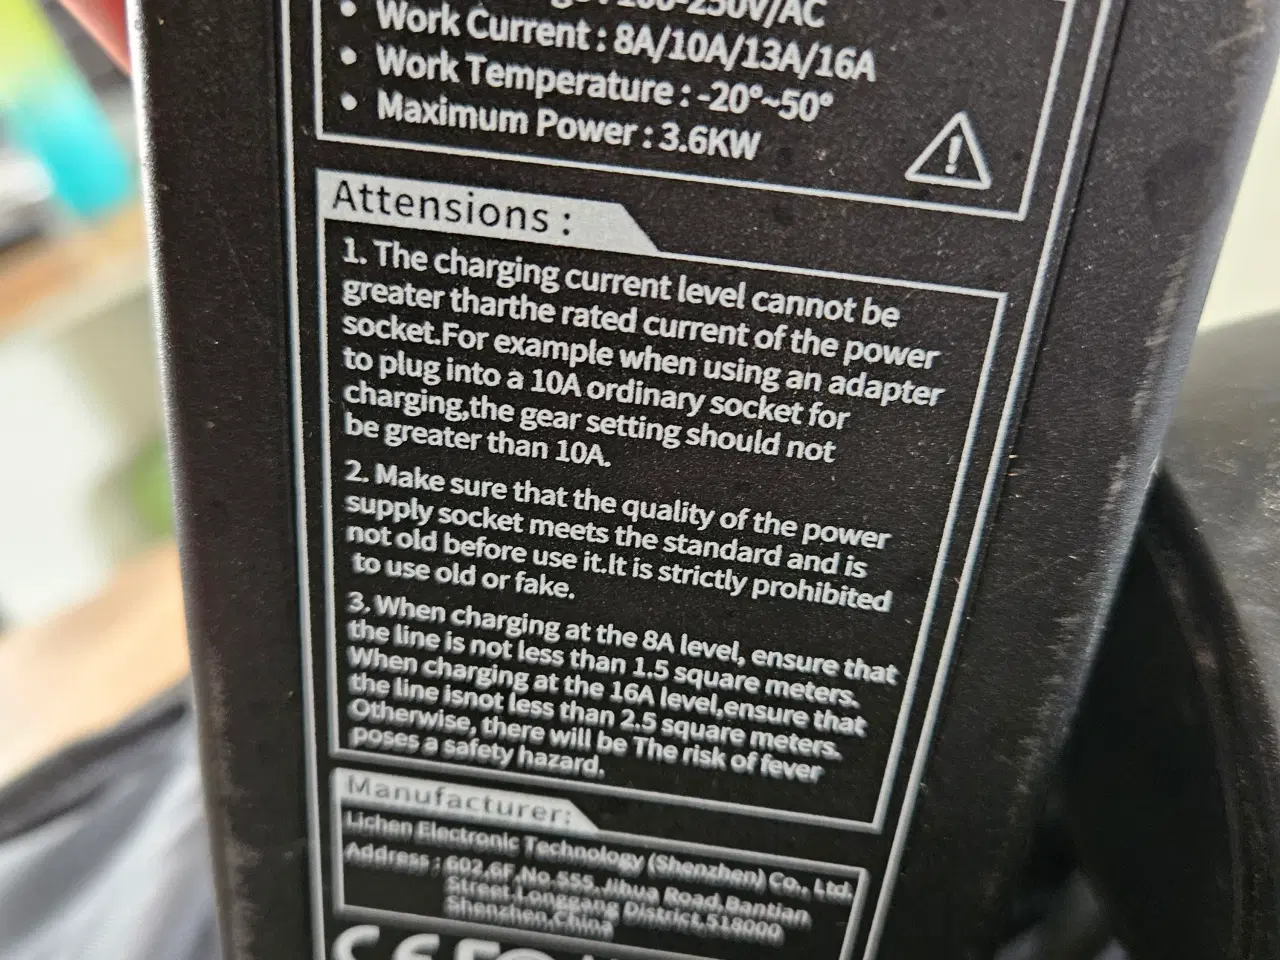 100-250V/AC
• Work Current : 8A/10A/13A/16A
• Work Temperature : -20°~50°
• Maximum Power : 3.6KW
Attensions :
1. The charging current level cannot be
greater tharthe rated current of the power
socket.For example when using an adapter
to plug into a 10A ordinary socket for
charging,the gear setting should not
be greater than 10A.
2. Make sure that the quality of the power
supply socket meets the standard and is
not old before use it.It is strictly prohibited
to use old or fake.
3. When charging at the 8A level, ensure that
the line is not less than 1.5 square meters.
When charging at the 16A level,ensure that
the line isnot less than 2.5 square meters.
Otherwise, there will be The risk of fever
poses a safety hazard.
Manufacturer:
Lichen Electronic Technology (Shenzhen) Co., Ltd.
Address : 602,6F,No.555,Jihua Road,Bantian
Street,Longgang District,518000
Shenzhen,China
CE